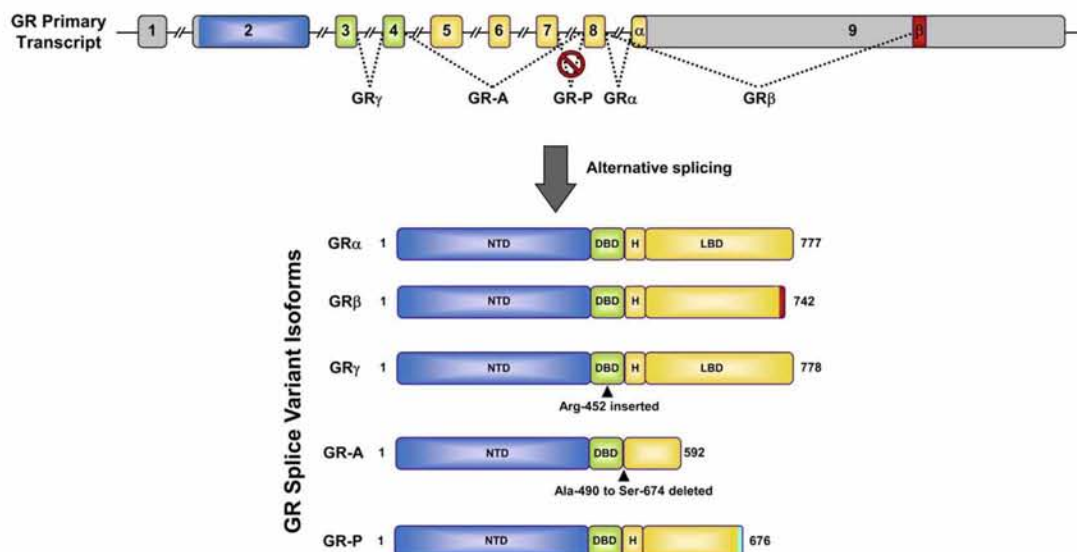 GR Primary
Transcript
1 2 3 4 5 6 7 8 α 9 β
GRγ GR-A GR-P GRα GRβ
Alternative splicing
GR Splice Variant Isoforms
GRα 1 NTD DBD H LBD 777
GRβ 1 NTD DBD H 742
GRγ 1 NTD DBD H LBD 778
Arg-452 inserted
GR-A 1 NTD DBD 592
Ala-490 to Ser-674 deleted
GR-P 1 NTD DBD H 676